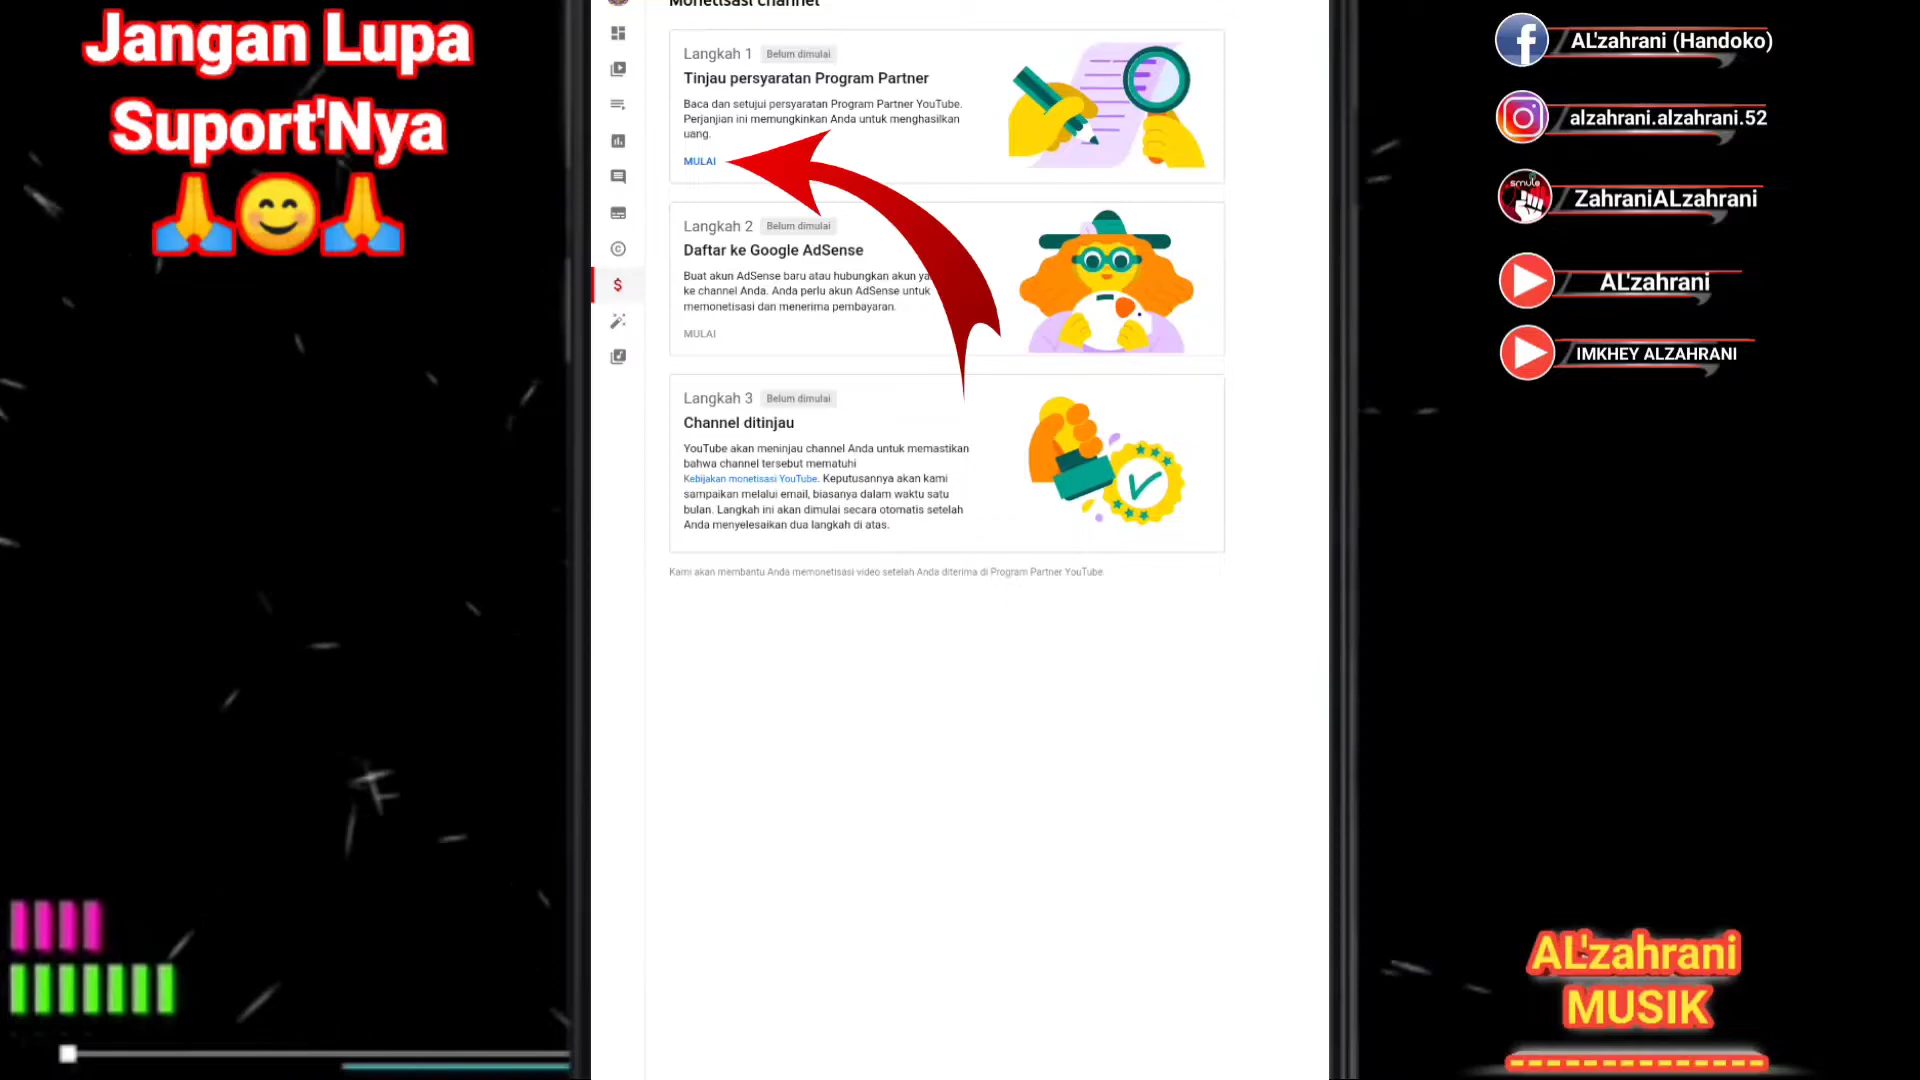 Jangan Lupa
Suport'Nya
Monetisasi channel
Langkah 1 Belum dimulai
Tinjau persyaratan Program Partner
Baca dan setujui persyaratan Program Partner YouTube.
Perjanjian ini memungkinkan Anda untuk menghasilkan
uang.
MULAI
Langkah 2 Belum dimulai
Daftar ke Google AdSense
Buat akun AdSense baru atau hubungkan akun ya
ke channel Anda. Anda perlu akun AdSense untuk
memonetisasi dan menerima pembayaran.
MULAI
Langkah 3 Belum dimulai
Channel ditinjau
YouTube akan meninjau channel Anda untuk memastikan
bahwa channel tersebut mematuhi
Kebijakan monetisasi YouTube. Keputusannya akan kami
sampaikan melalui email, biasanya dalam waktu satu
bulan. Langkah ini akan dimulai secara otomatis setelah
Anda menyelesaikan dua langkah di atas.
Kami akan membantu Anda memonetisasi video setelah Anda diterima di Program Partner YouTube.
AL'zahrani (Handoko)
alzahrani.alzahrani.52
smule
ZahraniALzahrani
AL'zahrani
IMKHEY ALZAHRANI
AL'zahrani
MUSIK